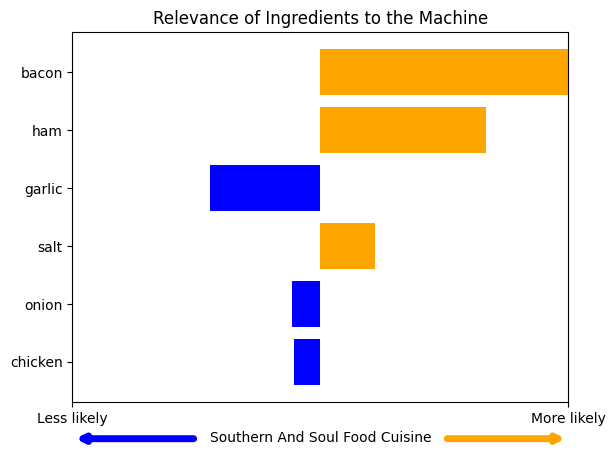 Relevance of Ingredients to the Machine
bacon
ham
garlic
salt
onion
chicken
Less likely
More likely
Southern And Soul Food Cuisine